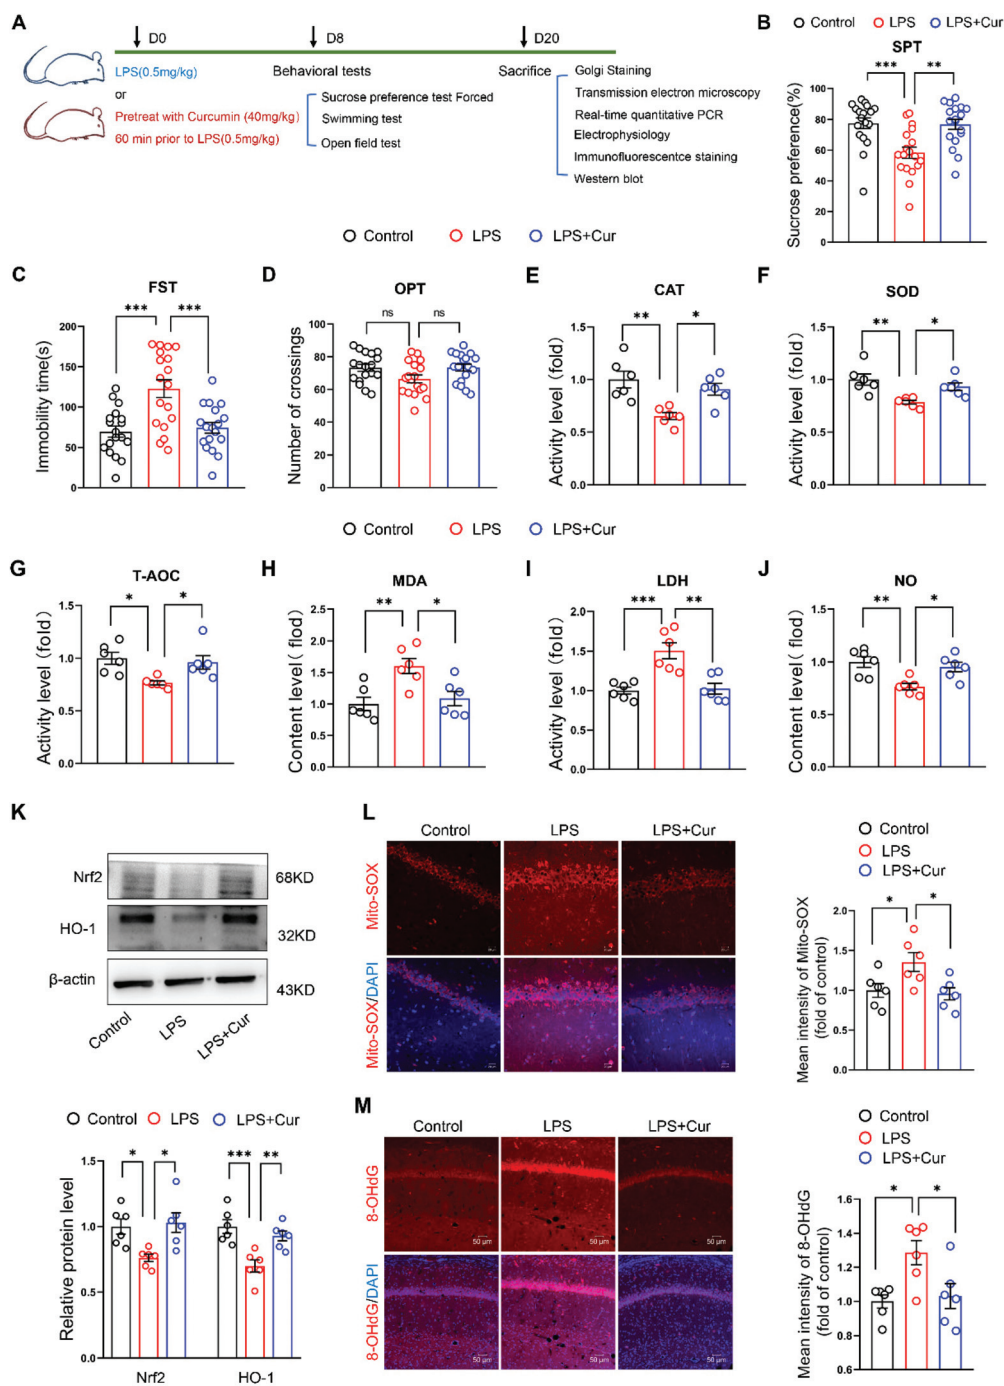 A
D0
D8
D20
LPS(0.5mg/kg)
or
Pretreat with Curcumin (40mg/kg)
60 min prior to LPS(0.5mg/kg)
Behavioral tests
Sucrose preference test Forced
Swimming test
Open field test
Sacrifice
Golgi Staining
Transmission electron microscopy
Real-time quantitative PCR
Electrophysiology
Immunofluorescentce staining
Western blot
B
Control LPS LPS+Cur
SPT
*** **
Sucrose preference(%)
100
80
60
40
20
0
Control LPS LPS+Cur
C
FST
*** ***
Immobility time(s)
200
150
100
50
0
D
OPT
ns ns
Number of crossings
100
80
60
40
20
0
E
CAT
** *
Activity level (fold)
1.5
1.0
0.5
0.0
F
SOD
** *
Activity level (fold)
1.5
1.0
0.5
0.0
Control LPS LPS+Cur
G
T-AOC
* *
Activity level (fold)
1.5
1.0
0.5
0.0
H
MDA
** *
Content level( flod)
2.5
2.0
1.5
1.0
0.5
0.0
I
LDH
*** **
Activity level (fold)
2.0
1.5
1.0
0.5
0.0
J
NO
** *
Content level( fold)
1.5
1.0
0.5
0.0
K
Nrf2 68KD
HO-1 32KD
β-actin 43KD
Control LPS LPS+Cur
Control LPS LPS+Cur
* * *** **
Relative protein level
1.5
1.0
0.5
0.0
Nrf2 HO-1
L
Control LPS LPS+Cur
Mito-SOX
Mito-SOX/DAPI
Control
LPS
LPS+Cur
* *
Mean intensity of Mito-SOX
(fold of control)
2.0
1.5
1.0
0.5
0.0
M
Control LPS LPS+Cur
8-OHdG
50 μm 50 μm 50 μm
8-OHdG/DAPI
50 μm 50 μm 50 μm
Control
LPS
LPS+Cur
* *
Mean intensity of 8-OHdG
(fold of control)
1.6
1.4
1.2
1.0
0.8
0.6